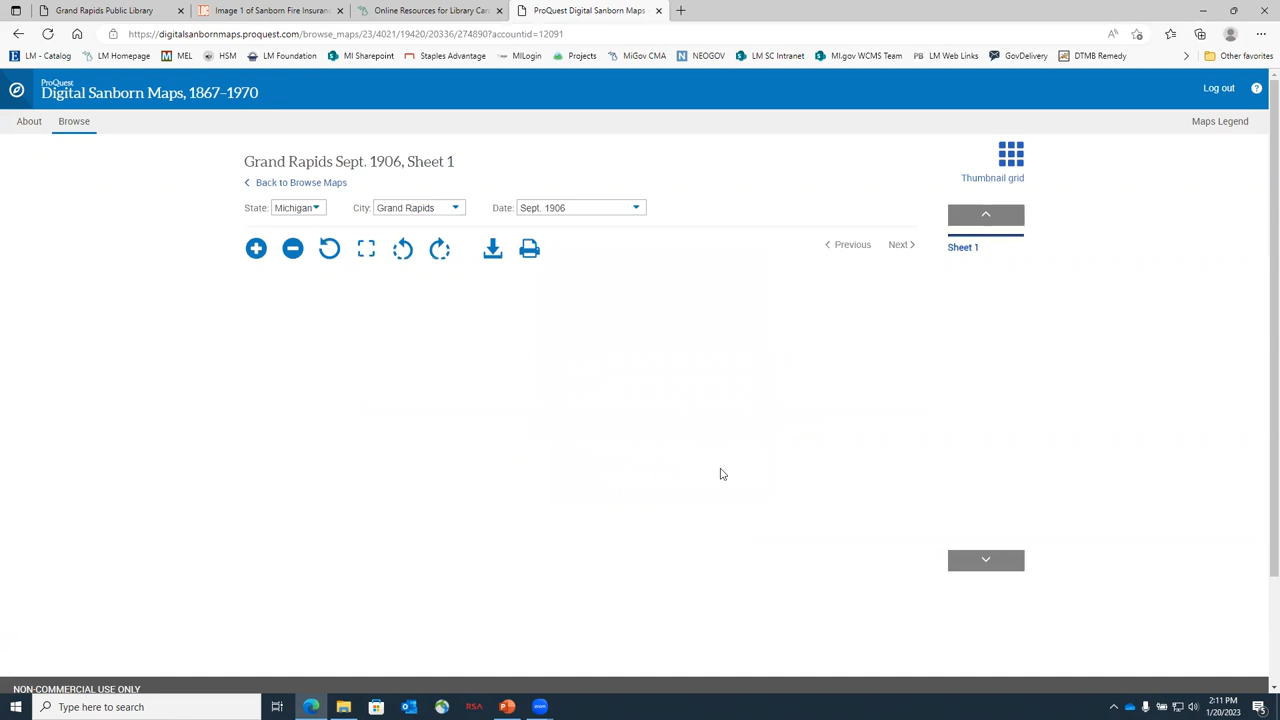 Grand Rapids Public Library
Image 1 of Sanborn Fire Insuran
Online Resources for Library Car
ProQuest Digital Sanborn Maps
https://digitalsanbornmaps.proquest.com/browse_maps/23/4021/19420/20336/274890?accountid=12091
LM - Catalog
LM Homepage
MEL
HSM
LM Foundation
MI Sharepoint
Staples Advantage
MILogin
Projects
MiGov CMA
NEOGOV
LM SC Intranet
MI.gov WCMS Team
PB LM Web Links
GovDelivery
DTMB Remedy
Other favorites
ProQuest
Digital Sanborn Maps, 1867–1970
Log out
?
About
Browse
Maps Legend
Grand Rapids Sept. 1906, Sheet 1
Back to Browse Maps
Thumbnail grid
State: Michigan City: Grand Rapids Date: Sept. 1906
Previous
Next
Sheet 1
NON-COMMERCIAL USE ONLY
Type here to search
RSA
zoom
2:11 PM
1/20/2023
5